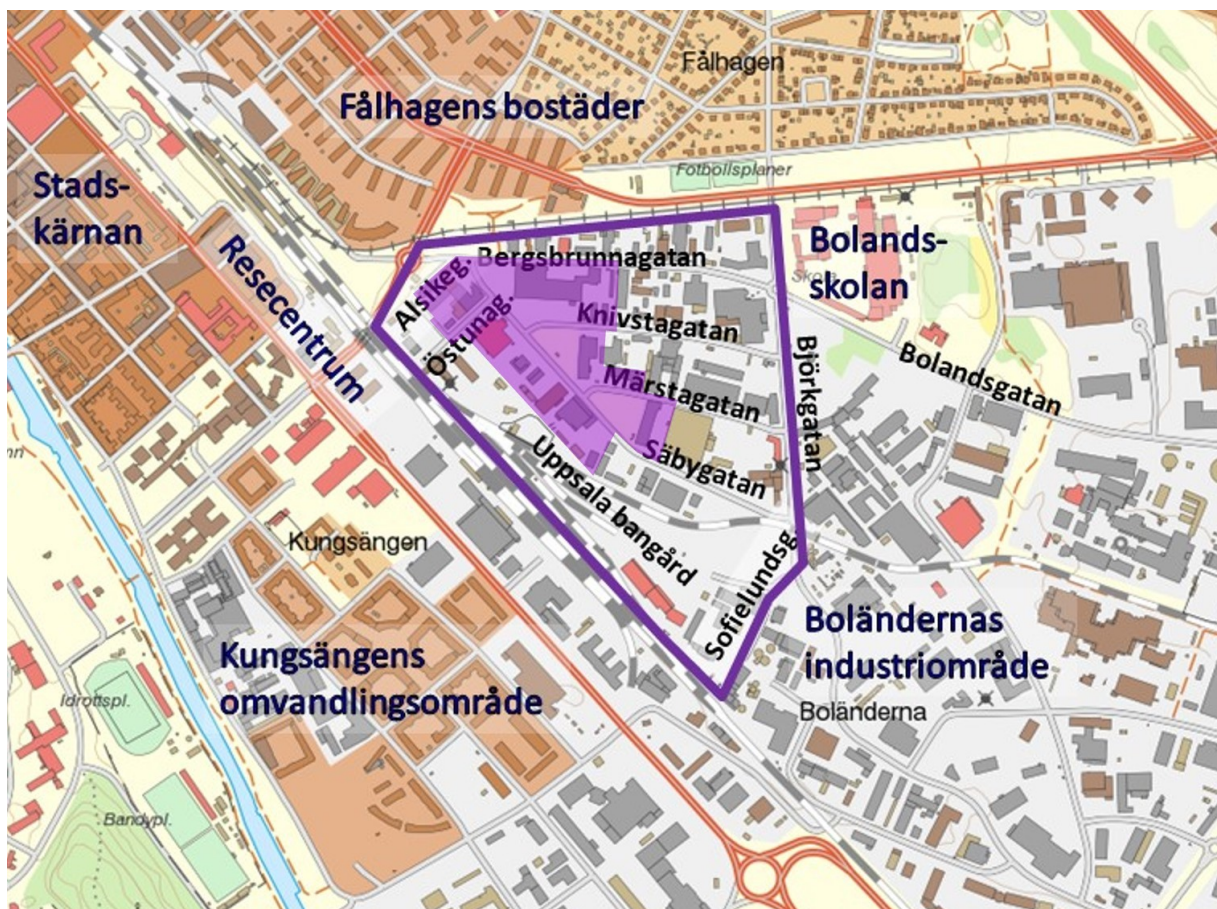 Fålhagen
Fålhagens bostäder
Fotbollsplaner
Stads-
kärnan
Resecentrum
Bolands-
skolan
Skola
Bergsbrunnagatan
Alsikeg.
Östunag.
Knivstagatan
Märstagatan
Björkgatan
Bolandsgatan
Säbygatan
Uppsala bangård
Sofielundsg.
Kungsängen
Kungsängens
omvandlingsområde
Boländernas
industriområde
Boländerna
Idrottspl.
Bandypl.